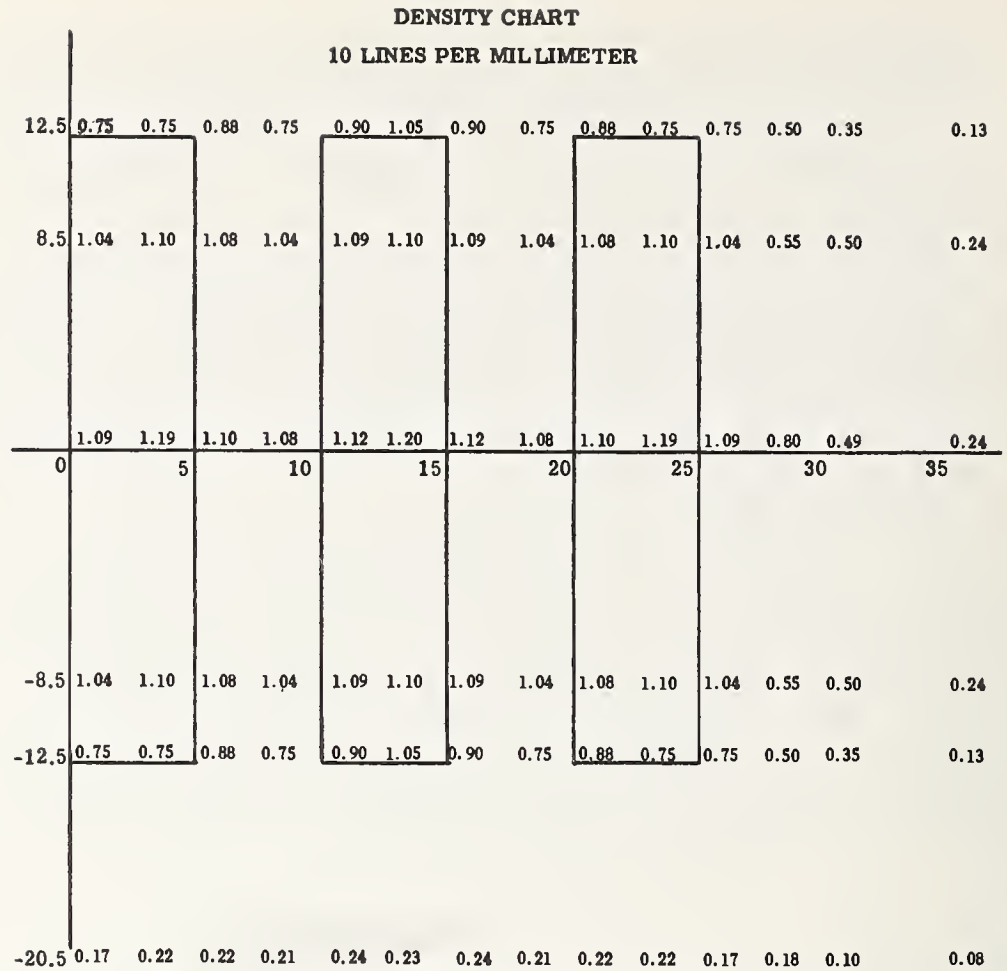 DENSITY CHART
10 LINES PER MILLIMETER
12.5 0.75 0.75 0.88 0.75 0.90 1.05 0.90 0.75 0.88 0.75 0.75 0.50 0.35 0.13
8.5 1.04 1.10 1.08 1.04 1.09 1.10 1.09 1.04 1.08 1.10 1.04 0.55 0.50 0.24
1.09 1.19 1.10 1.08 1.12 1.20 1.12 1.08 1.10 1.19 1.09 0.80 0.49 0.24
0 5 10 15 20 25 30 35
-8.5 1.04 1.10 1.08 1.04 1.09 1.10 1.09 1.04 1.08 1.10 1.04 0.55 0.50 0.24
-12.5 0.75 0.75 0.88 0.75 0.90 1.05 0.90 0.75 0.88 0.75 0.75 0.50 0.35 0.13
-20.5 0.17 0.22 0.22 0.21 0.24 0.23 0.24 0.21 0.22 0.22 0.17 0.18 0.10 0.08